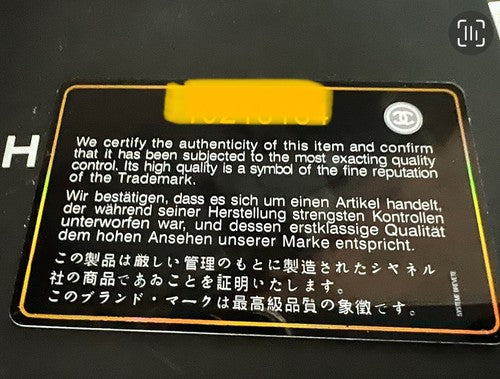 H
We certify the authenticity of this item and confirm
that it has been subjected to the most exacting quality
control. Its high quality is a symbol of the fine reputation
of the Trademark.
Wir bestätigen, dass es sich um einen Artikel handelt,
der während seiner Herstellung strengsten Kontrollen
unterworfen war, und dessen erstklassige Qualität
dem hohen Ansehen unserer Marke entspricht.
この製品は厳しい管理のもとに製造されたシャネル
社の商品であおことを証明いたします。
このブランド・マークは最高級品質の象徴です。